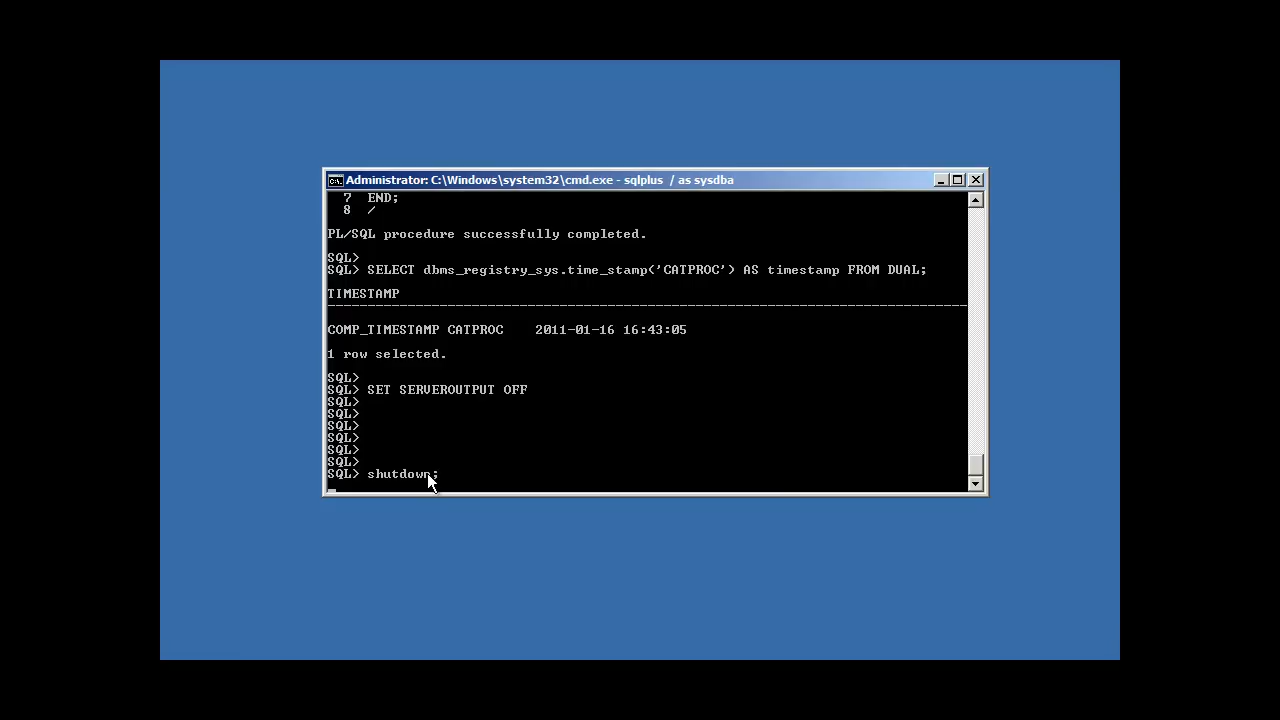 Administrator: C:\Windows\system32\cmd.exe - sqlplus / as sysdba
7 END;
8 /
PL/SQL procedure successfully completed.
SQL>
SQL> SELECT dbms_registry_sys.time_stamp('CATPROC') AS timestamp FROM DUAL;
TIMESTAMP
--------------------------------------------------------------------------------
COMP_TIMESTAMP CATPROC    2011-01-16 16:43:05
1 row selected.
SQL>
SQL> SET SERVEROUTPUT OFF
SQL>
SQL>
SQL>
SQL>
SQL>
SQL>
SQL> shutdown;